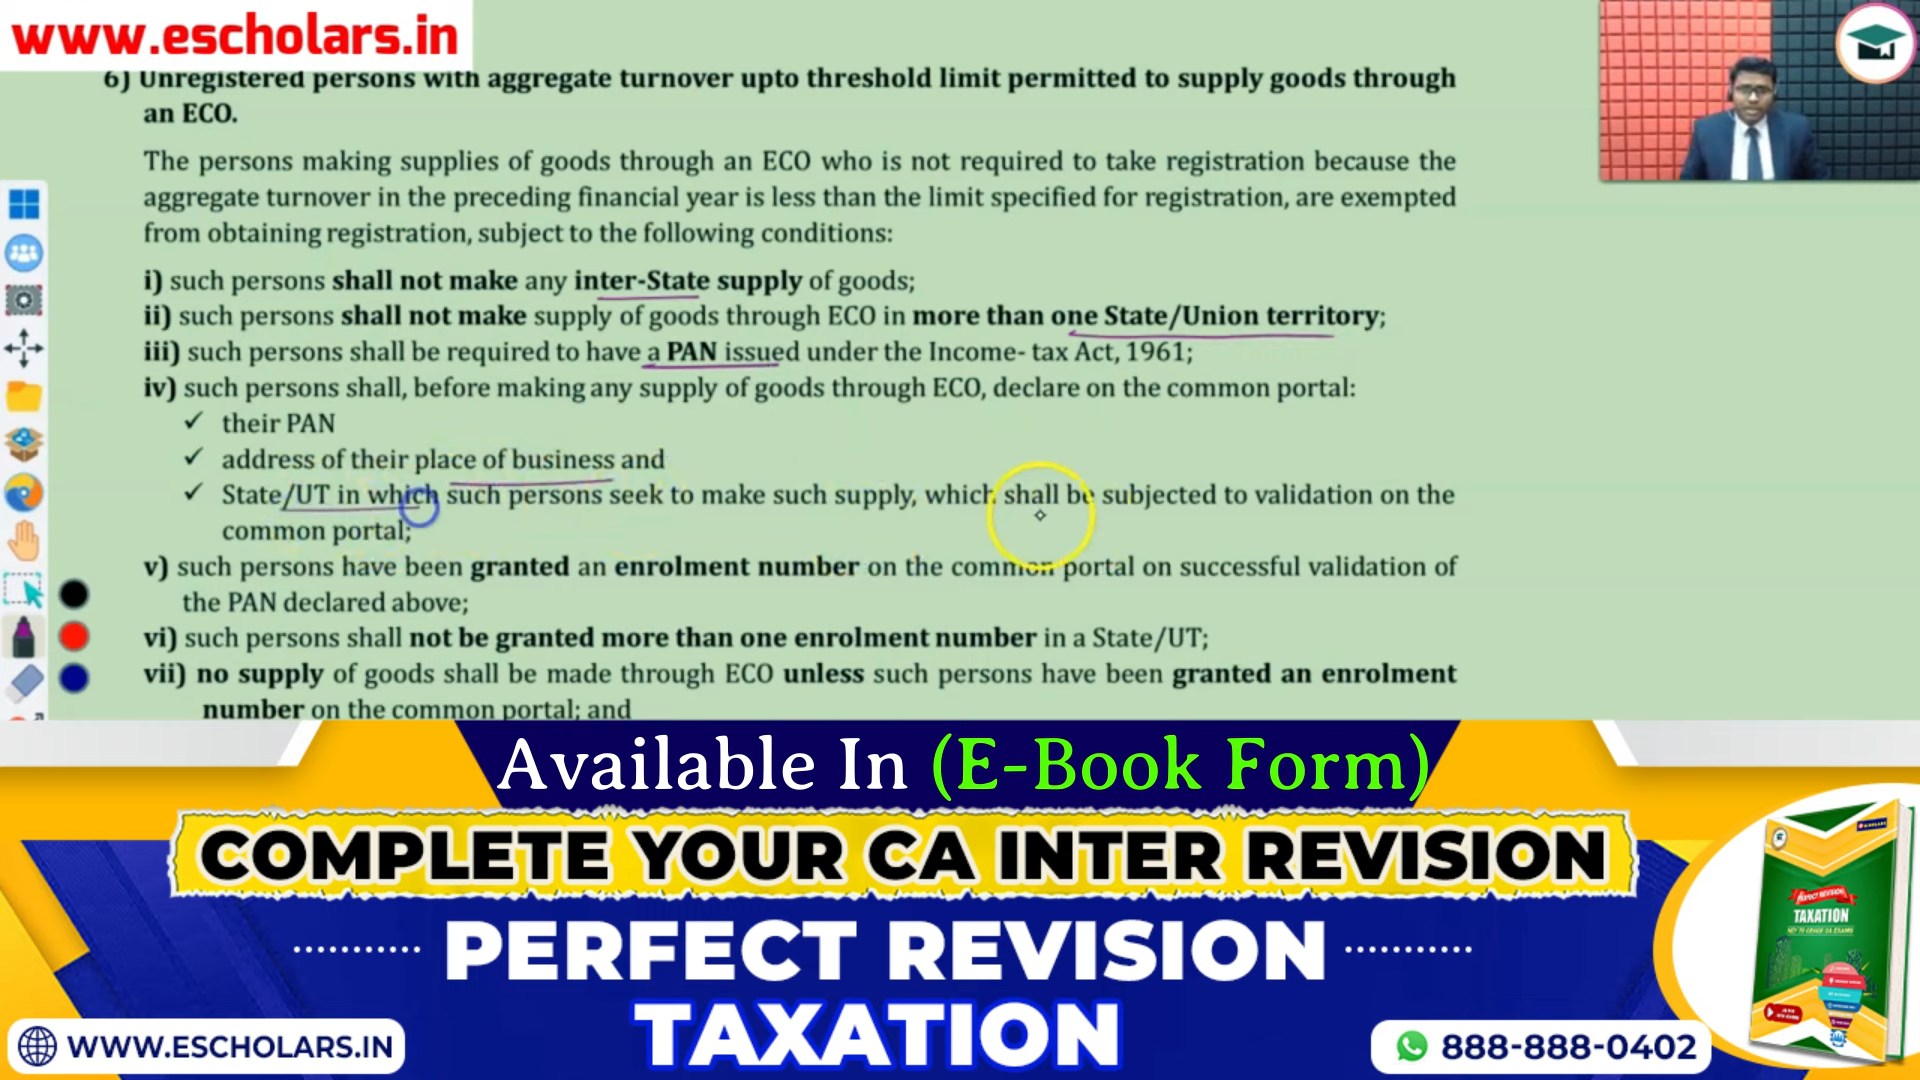 www.escholars.in
6) Unregistered persons with aggregate turnover upto threshold limit permitted to supply goods through
an ECO.
The persons making supplies of goods through an ECO who is not required to take registration because the
aggregate turnover in the preceding financial year is less than the limit specified for registration, are exempted
from obtaining registration, subject to the following conditions:
i) such persons shall not make any inter-State supply of goods;
ii) such persons shall not make supply of goods through ECO in more than one State/Union territory;
iii) such persons shall be required to have a PAN issued under the Income- tax Act, 1961;
iv) such persons shall, before making any supply of goods through ECO, declare on the common portal:
✓ their PAN
✓ address of their place of business and
✓ State/UT in which such persons seek to make such supply, which shall be subjected to validation on the
common portal;
v) such persons have been granted an enrolment number on the common portal on successful validation of
the PAN declared above;
vi) such persons shall not be granted more than one enrolment number in a State/UT;
vii) no supply of goods shall be made through ECO unless such persons have been granted an enrolment
number on the common portal; and
Available In (E-Book Form)
COMPLETE YOUR CA INTER REVISION
PERFECT REVISION
TAXATION
WWW.ESCHOLARS.IN
888-888-0402
PERFECT REVISION
TAXATION